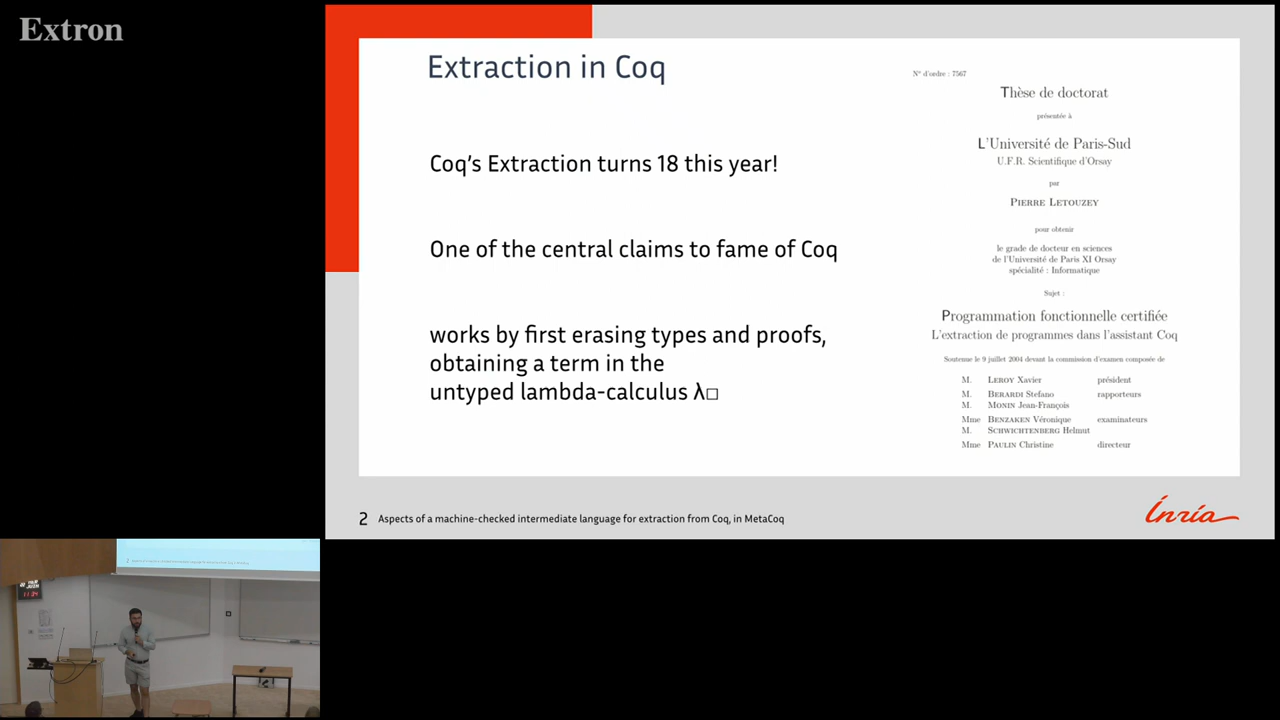 Extron
Extraction in Coq
Coq's Extraction turns 18 this year!
One of the central claims to fame of Coq
works by first erasing types and proofs,
obtaining a term in the
untyped lambda-calculus λ□
N° d'ordre : 7567
Thèse de doctorat
présentée à
L'Université de Paris-Sud
U.F.R. Scientifique d'Orsay
par
PIERRE LETOUZEY
pour obtenir
le grade de docteur en sciences
de l'Université de Paris XI Orsay
spécialité : Informatique
Sujet :
Programmation fonctionnelle certifiée
L'extraction de programmes dans l'assistant Coq
Soutenue le 9 juillet 2004 devant la commission d'examen composée de
M. LEROY Xavier président
M. BERARDI Stefano rapporteurs
M. MONIN Jean-François
Mme BENZAKEN Véronique examinateurs
M. SCHWICHTENBERG Helmut
Mme PAULIN Christine directeur
2 Aspects of a machine-checked intermediate language for extraction from Coq, in MetaCoq
Inria